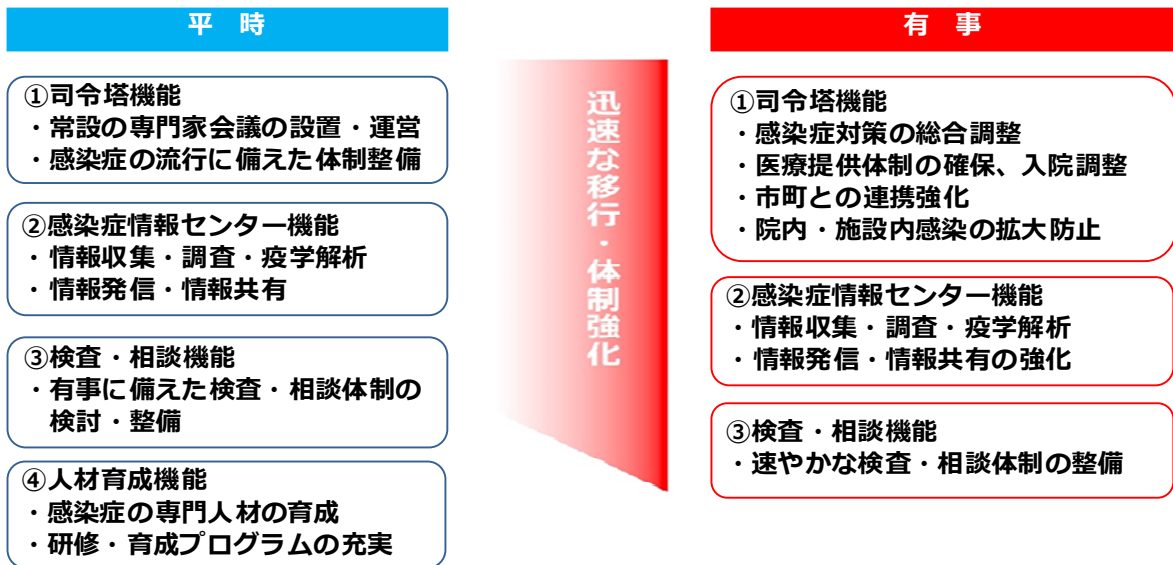 平 時
①司令塔機能
・常設の専門家会議の設置・運営
・感染症の流行に備えた体制整備
②感染症情報センター機能
・情報収集・調査・疫学解析
・情報発信・情報共有
③検査・相談機能
・有事に備えた検査・相談体制の
検討・整備
④人材育成機能
・感染症の専門人材の育成
・研修・育成プログラムの充実
迅速な移行・体制強化
有 事
①司令塔機能
・感染症対策の総合調整
・医療提供体制の確保、入院調整
・市町との連携強化
・院内・施設内感染の拡大防止
②感染症情報センター機能
・情報収集・調査・疫学解析
・情報発信・情報共有の強化
③検査・相談機能
・速やかな検査・相談体制の整備